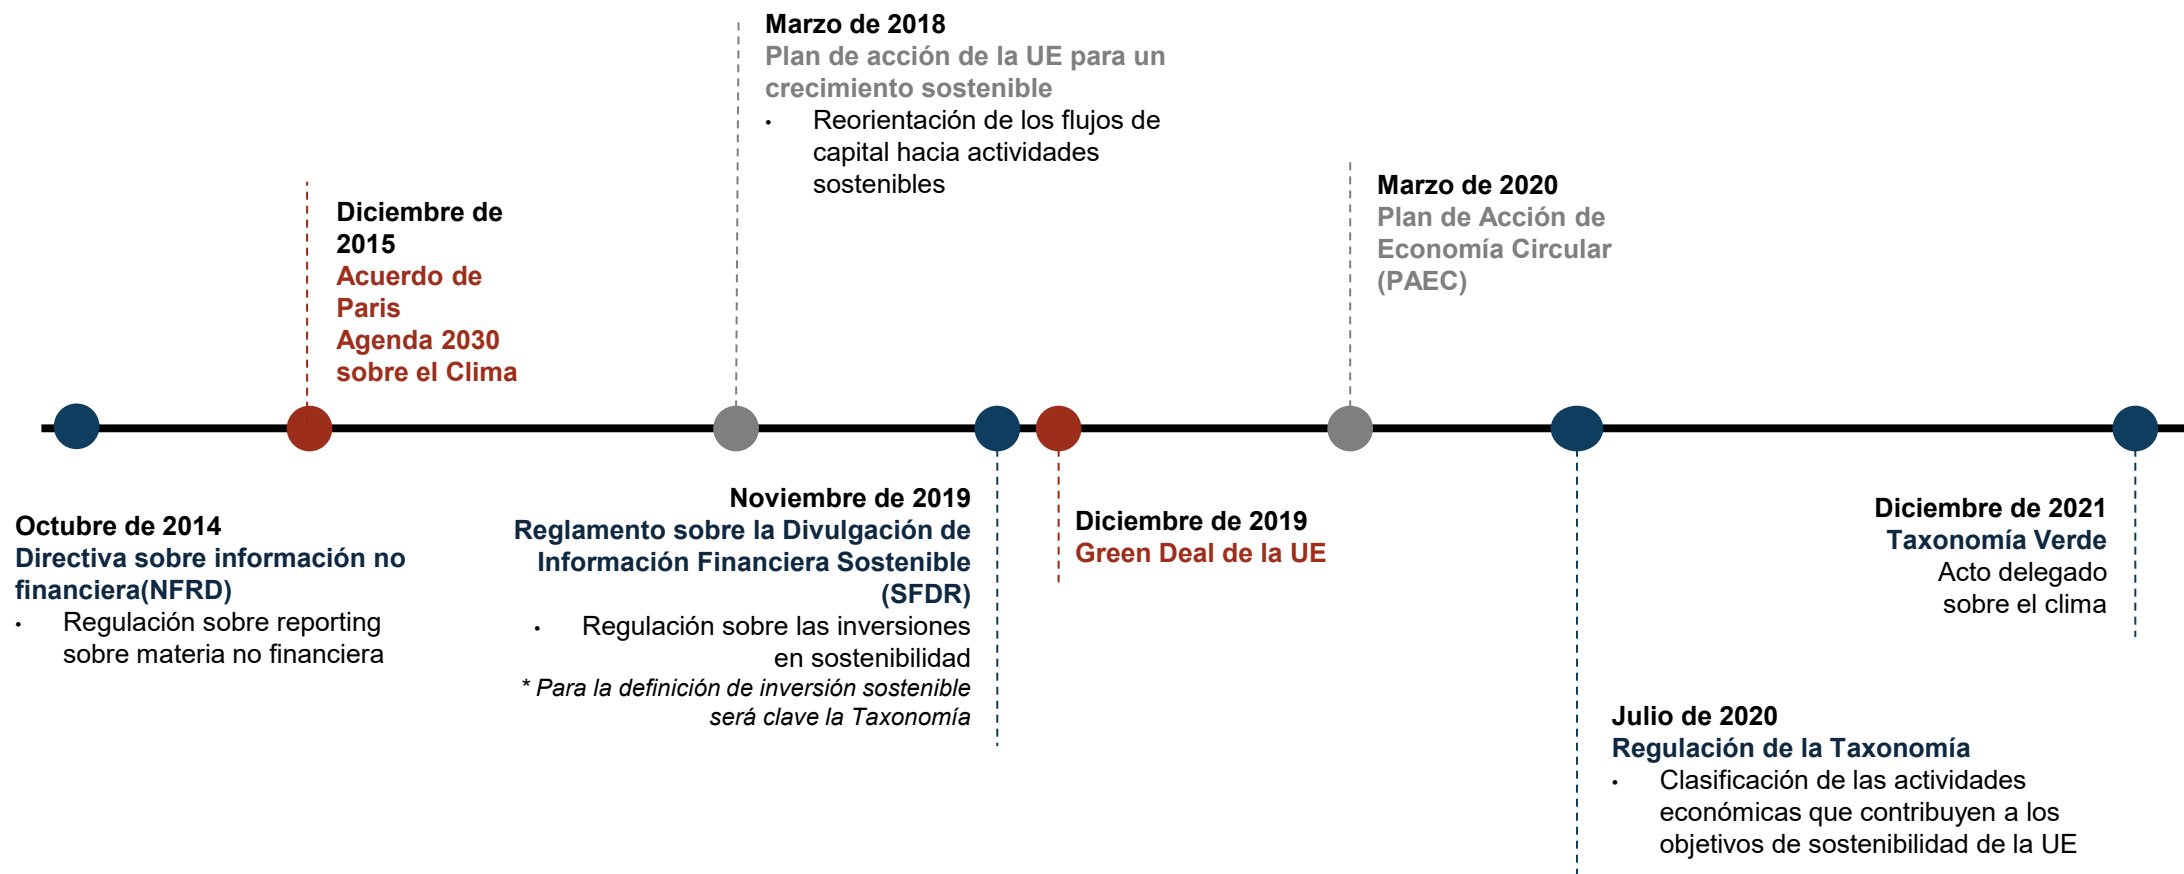 Marzo de 2018
Plan de acción de la UE para un
crecimiento sostenible
• Reorientación de los flujos de
capital hacia actividades
sostenibles
Diciembre de
2015
Acuerdo de
Paris
Agenda 2030
sobre el Clima
Marzo de 2020
Plan de Acción de
Economía Circular
(PAEC)
Octubre de 2014
Directiva sobre información no
financiera(NFRD)
• Regulación sobre reporting
sobre materia no financiera
Noviembre de 2019
Reglamento sobre la Divulgación de
Información Financiera Sostenible
(SFDR)
• Regulación sobre las inversiones
en sostenibilidad
* Para la definición de inversión sostenible
será clave la Taxonomía
Diciembre de 2019
Green Deal de la UE
Julio de 2020
Regulación de la Taxonomía
• Clasificación de las actividades
económicas que contribuyen a los
objetivos de sostenibilidad de la UE
Diciembre de 2021
Taxonomía Verde
Acto delegado
sobre el clima